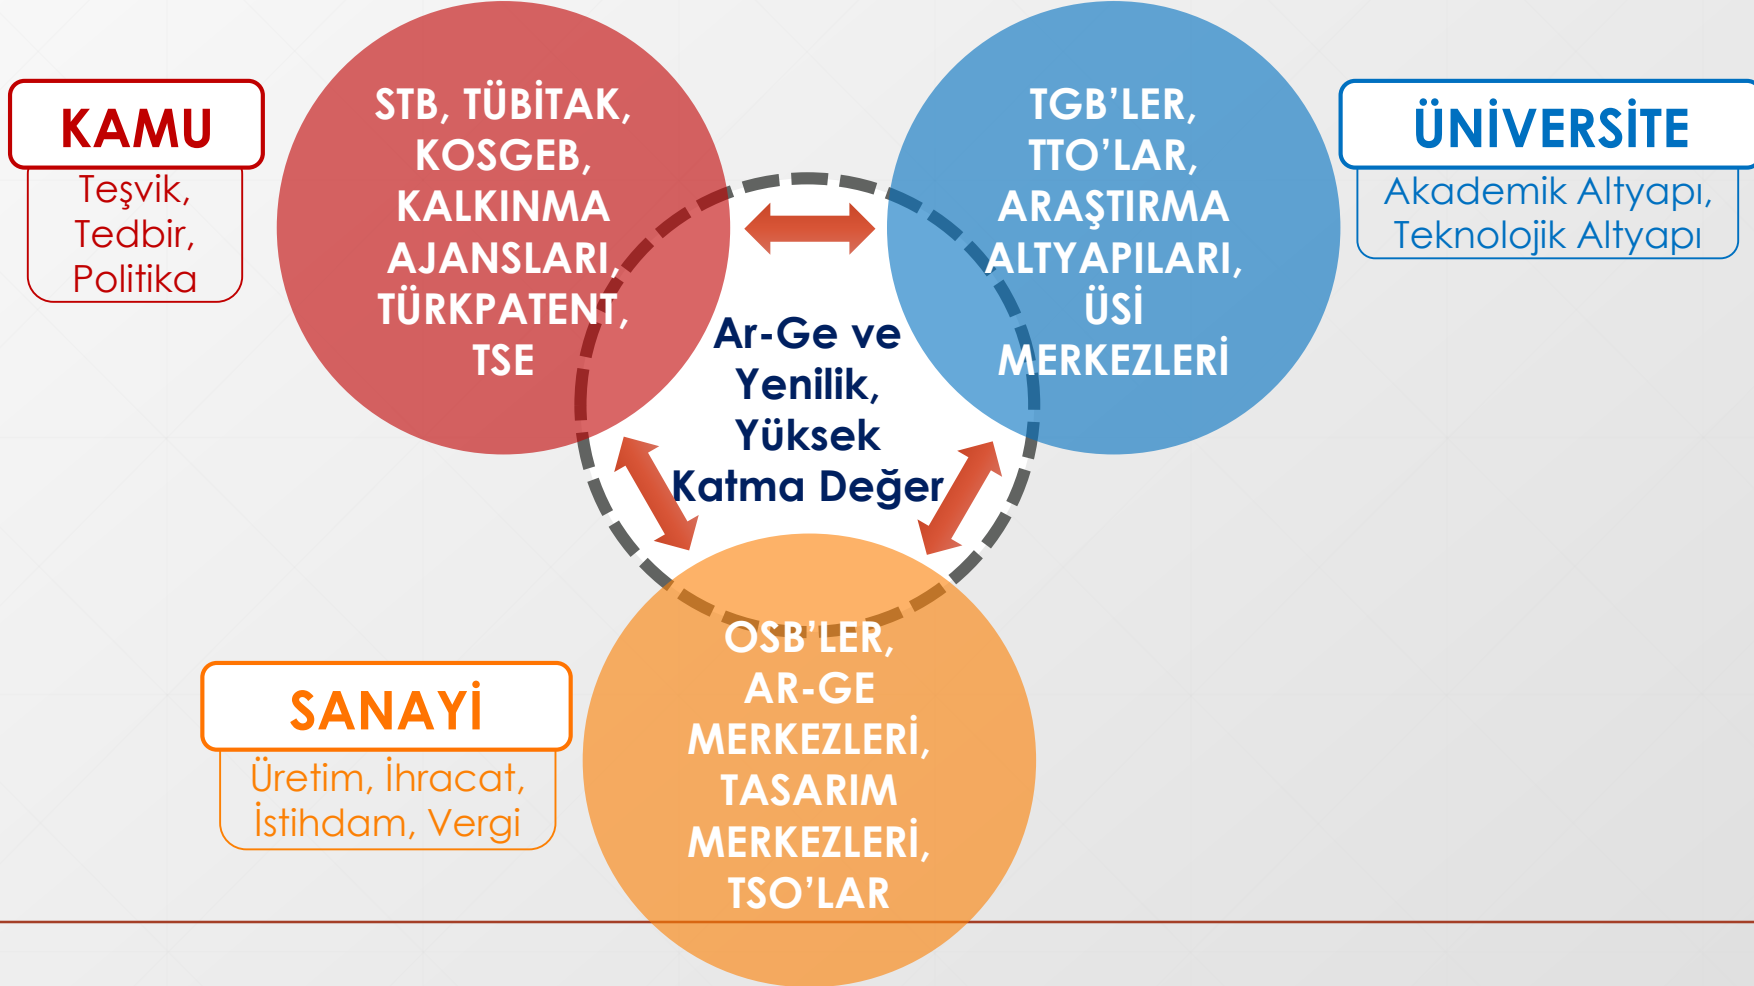 KAMU
Teşvik,
Tedbir,
Politika
STB, TÜBİTAK,
KOSGEB,
KALKINMA
AJANSLARI,
TÜRKPATENT,
TSE
TGB’LER,
TTO’LAR,
ARAŞTIRMA
ALTYAPILARI,
ÜSİ
MERKEZLERİ
ÜNİVERSİTE
Akademik Altyapı,
Teknolojik Altyapı
Ar-Ge ve
Yenilik,
Yüksek
Katma Değer
SANAYİ
Üretim, İhracat,
İstihdam, Vergi
OSB’LER,
AR-GE
MERKEZLERİ,
TASARIM
MERKEZLERİ,
TSO’LAR